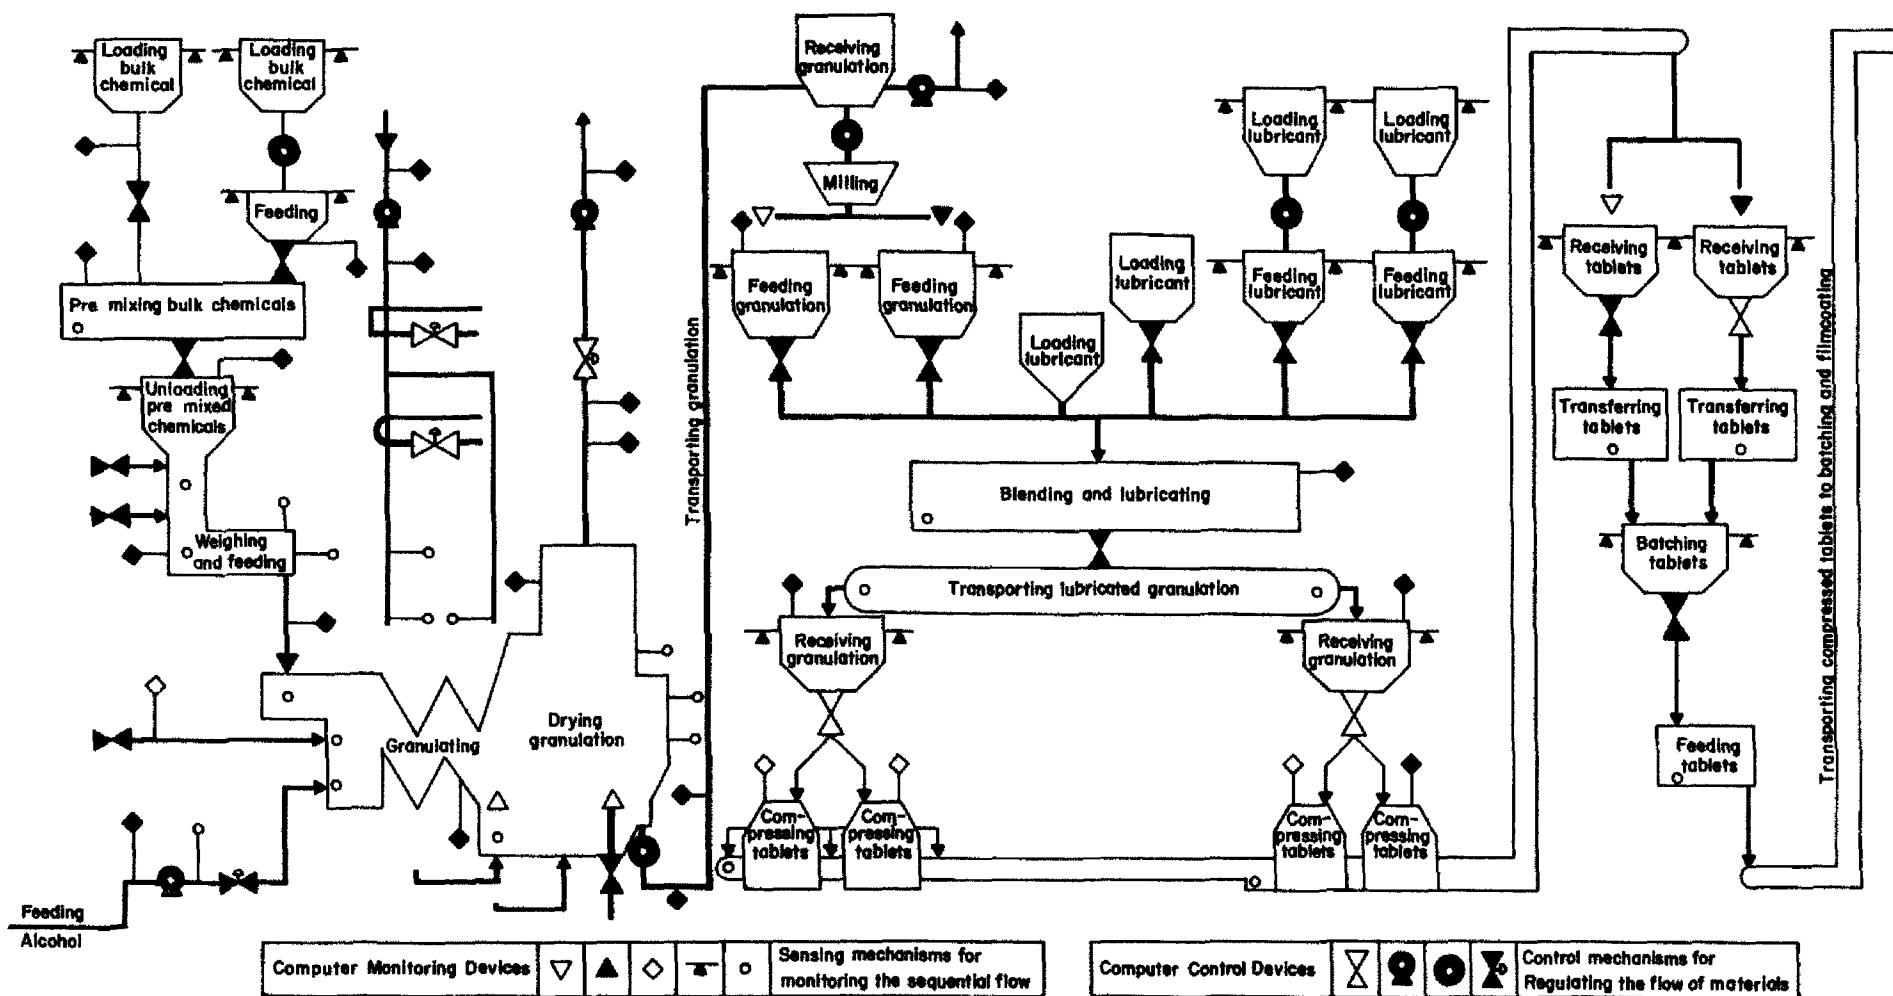 Loading
bulk
chemical
Loading
bulk
chemical
Feeding
Pre mixing bulk chemicals
Unloading
pre mixed
chemicals
Weighing
and feeding
Granulating
Drying
granulation
Feeding
Alcohol
Transporting granulation
Receiving
granulation
Milling
Feeding
granulation
Feeding
granulation
Loading
lubricant
Loading
lubricant
Loading
lubricant
Loading
lubricant
Feeding
lubricant
Feeding
lubricant
Blending and lubricating
Transporting lubricated granulation
Receiving
granulation
Receiving
granulation
Com-
pressing
tablets
Com-
pressing
tablets
Com-
pressing
tablets
Com-
pressing
tablets
Receiving
tablets
Receiving
tablets
Transferring
tablets
Transferring
tablets
Batching
tablets
Feeding
tablets
Transporting compressed tablets to batching and filmcoating
Computer Monitoring Devices
Sensing mechanisms for
monitoring the sequential flow
Computer Control Devices
Control mechanisms for
Regulating the flow of materials